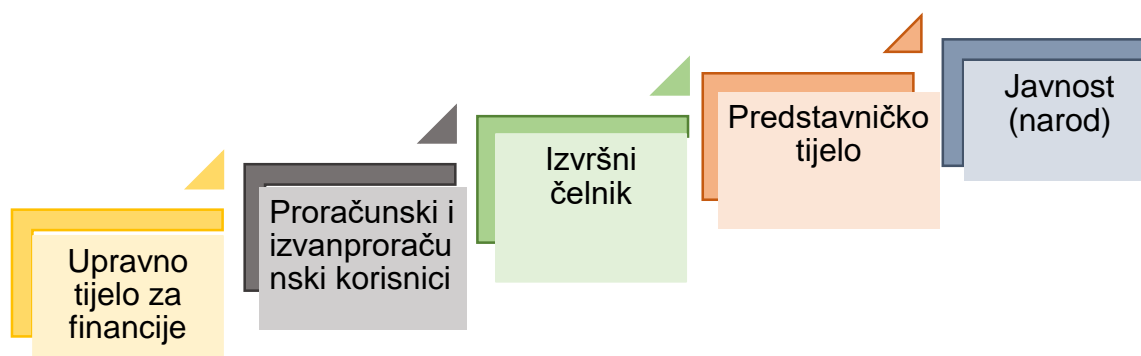 Upravno
tijelo za
financije
Proračunski i
izvanproraču
nski korisnici
Izvršni
čelnik
Predstavničko
tijelo
Javnost
(narod)